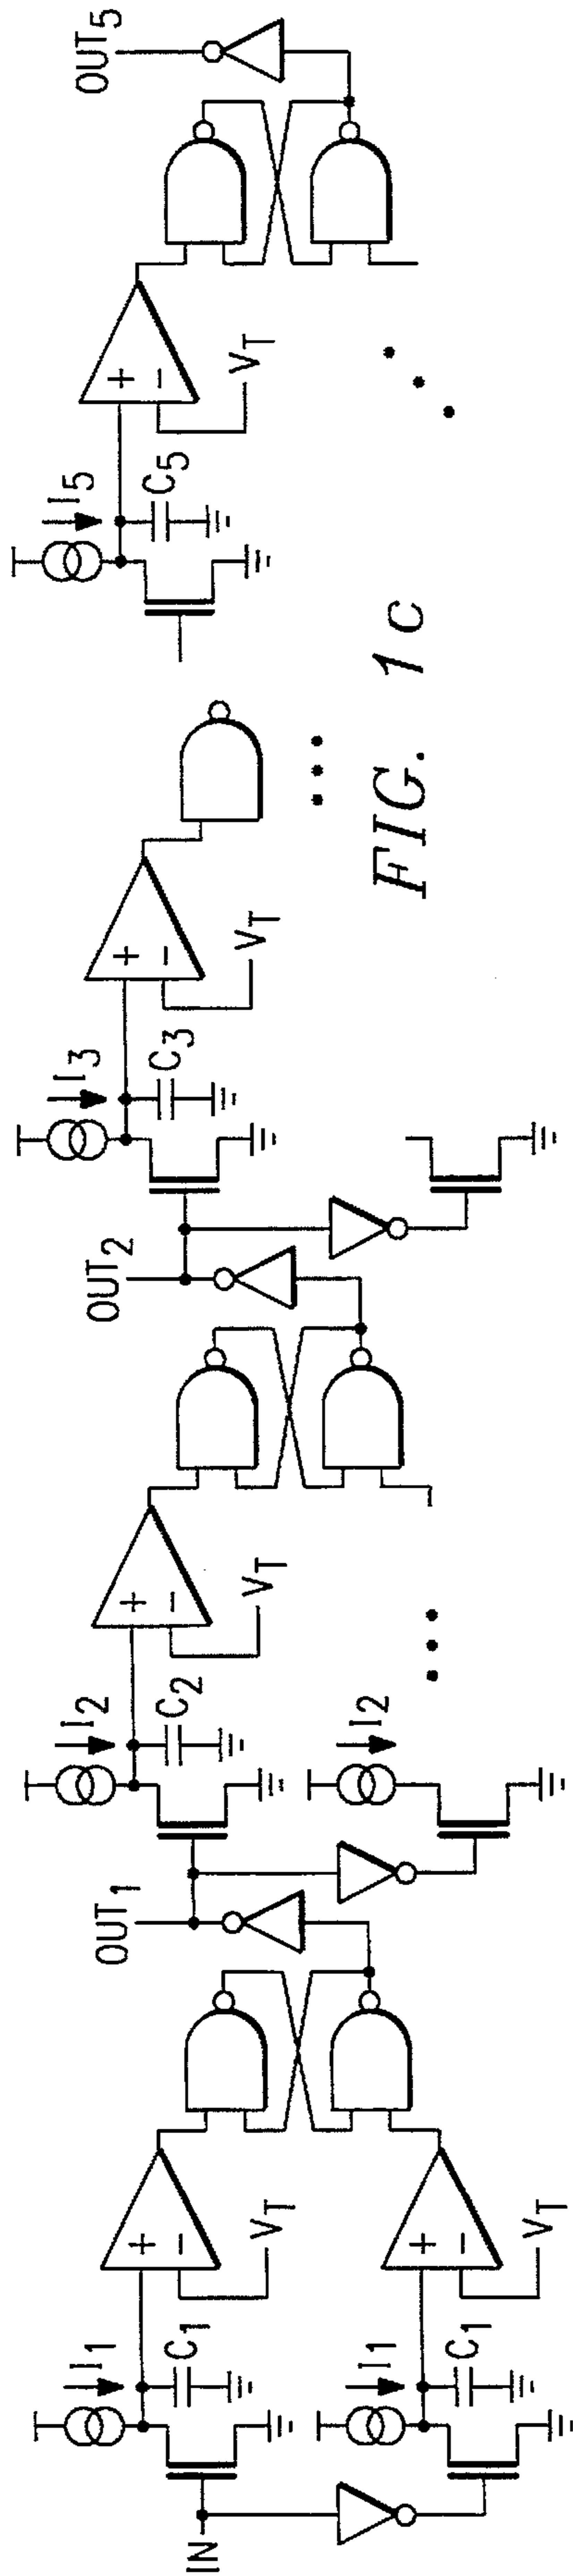 IN
I1
C1
+
−
VT
I1
C1
+
−
VT
OUT1
I2
C2
+
−
VT
I2
OUT2
I3
C3
+
−
VT
I5
C5
+
−
VT
OUT5
FIG. 1c